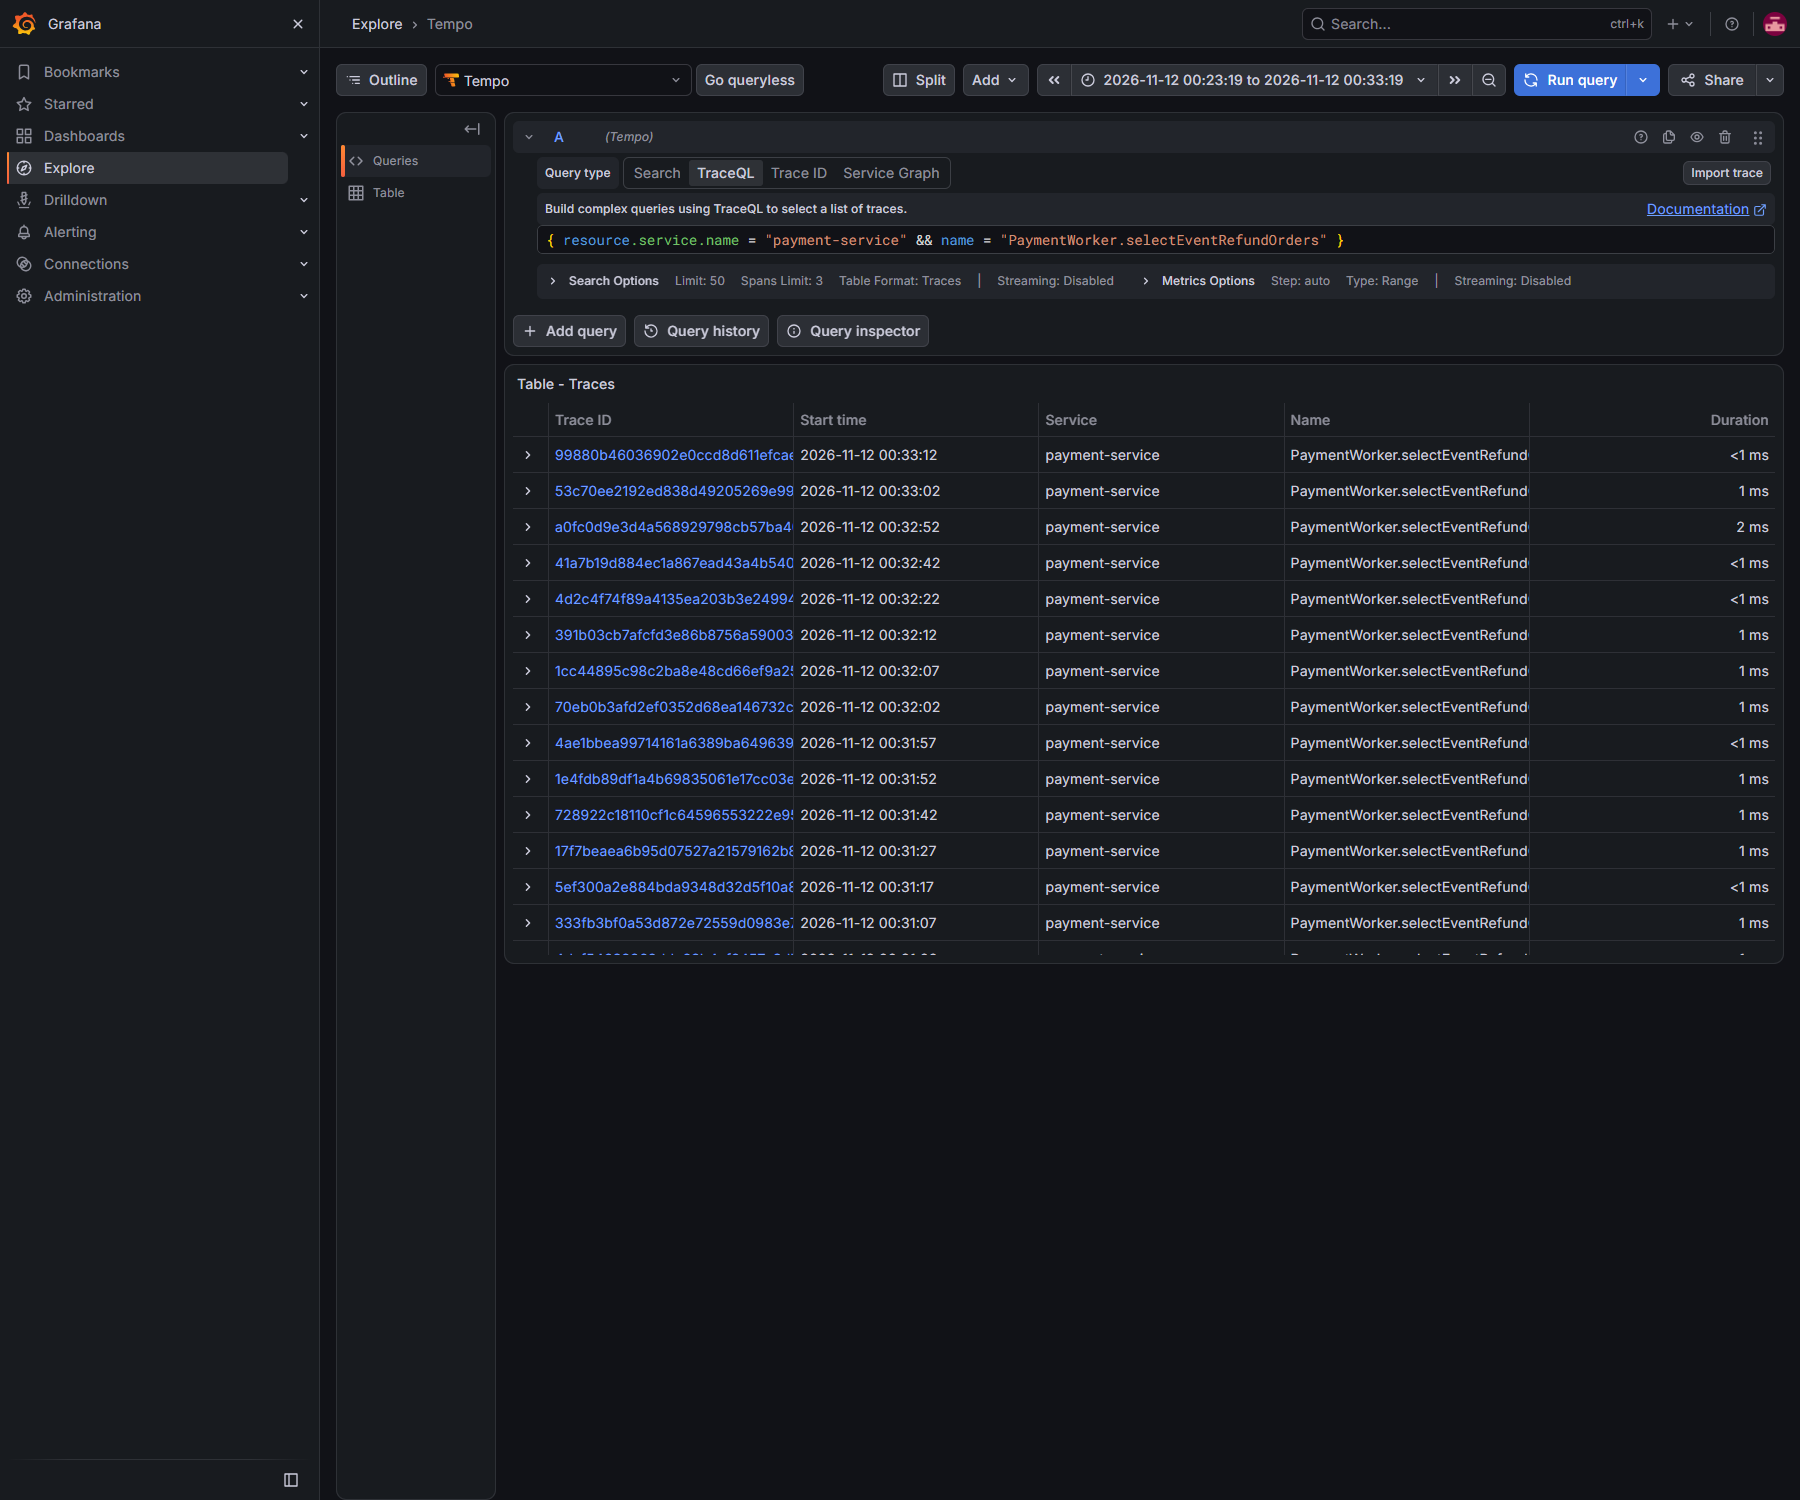 Grafana
Explore › Tempo
Search... ctrl+k
Bookmarks
Starred
Dashboards
Explore
Drilldown
Alerting
Connections
Administration
Outline
Tempo
Go queryless
Split
Add
2026-11-12 00:23:19 to 2026-11-12 00:33:19
Run query
Share
Queries
Table
A (Tempo)
Query type Search TraceQL Trace ID Service Graph Import trace
Build complex queries using TraceQL to select a list of traces. Documentation
{ resource.service.name = "payment-service" && name = "PaymentWorker.selectEventRefundOrders" }
Search Options Limit: 50 Spans Limit: 3 Table Format: Traces | Streaming: Disabled Metrics Options Step: auto Type: Range | Streaming: Disabled
+ Add query Query history Query inspector
Table - Traces
Trace ID Start time Service Name Duration
99880b46036902e0ccd8d611efcae 2026-11-12 00:33:12 payment-service PaymentWorker.selectEventRefund <1 ms
53c70ee2192ed838d49205269e99 2026-11-12 00:33:02 payment-service PaymentWorker.selectEventRefund 1 ms
a0fc0d9e3d4a568929798cb57ba4 2026-11-12 00:32:52 payment-service PaymentWorker.selectEventRefund 2 ms
41a7b19d884ec1a867ead43a4b540 2026-11-12 00:32:42 payment-service PaymentWorker.selectEventRefund <1 ms
4d2c4f74f89a4135ea203b3e24994 2026-11-12 00:32:22 payment-service PaymentWorker.selectEventRefund <1 ms
391b03cb7afcfd3e86b8756a59003 2026-11-12 00:32:12 payment-service PaymentWorker.selectEventRefund 1 ms
1cc44895c98c2ba8e48cd66ef9a25 2026-11-12 00:32:07 payment-service PaymentWorker.selectEventRefund 1 ms
70eb0b3afd2ef0352d68ea146732c 2026-11-12 00:32:02 payment-service PaymentWorker.selectEventRefund 1 ms
4ae1bbea99714161a6389ba649639 2026-11-12 00:31:57 payment-service PaymentWorker.selectEventRefund <1 ms
1e4fdb89df1a4b69835061e17cc03e 2026-11-12 00:31:52 payment-service PaymentWorker.selectEventRefund 1 ms
728922c18110cf1c64596553222e95 2026-11-12 00:31:42 payment-service PaymentWorker.selectEventRefund 1 ms
17f7beaea6b95d07527a21579162b8 2026-11-12 00:31:27 payment-service PaymentWorker.selectEventRefund 1 ms
5ef300a2e884bda9348d32d5f10a8 2026-11-12 00:31:17 payment-service PaymentWorker.selectEventRefund <1 ms
333fb3bf0a53d872e72559d0983e7 2026-11-12 00:31:07 payment-service PaymentWorker.selectEventRefund 1 ms